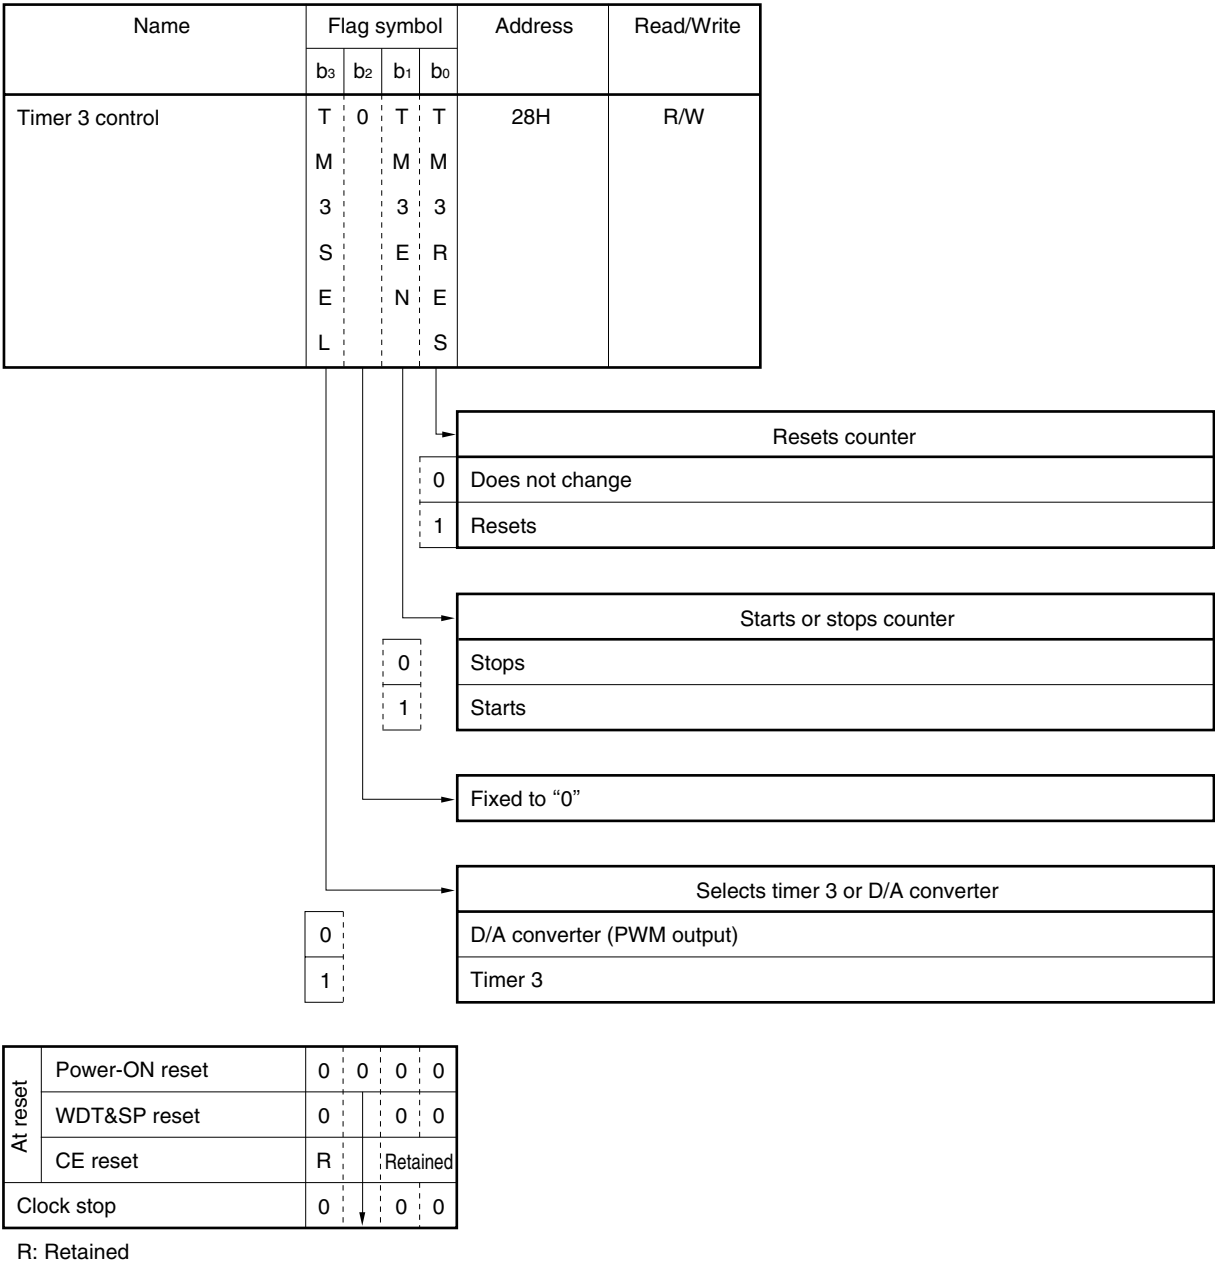 Name Flag symbol Address Read/Write
b3 b2 b1 b0
Timer 3 control T 0 T T 28H R/W
M M M
3 3 3
S E R
E N E
L S
Resets counter
0 Does not change
1 Resets
Starts or stops counter
0 Stops
1 Starts
Fixed to “0”
Selects timer 3 or D/A converter
0 D/A converter (PWM output)
1 Timer 3
At reset
Power-ON reset 0 0 0 0
WDT&SP reset 0 0 0
CE reset R Retained
Clock stop 0 0 0
R: Retained